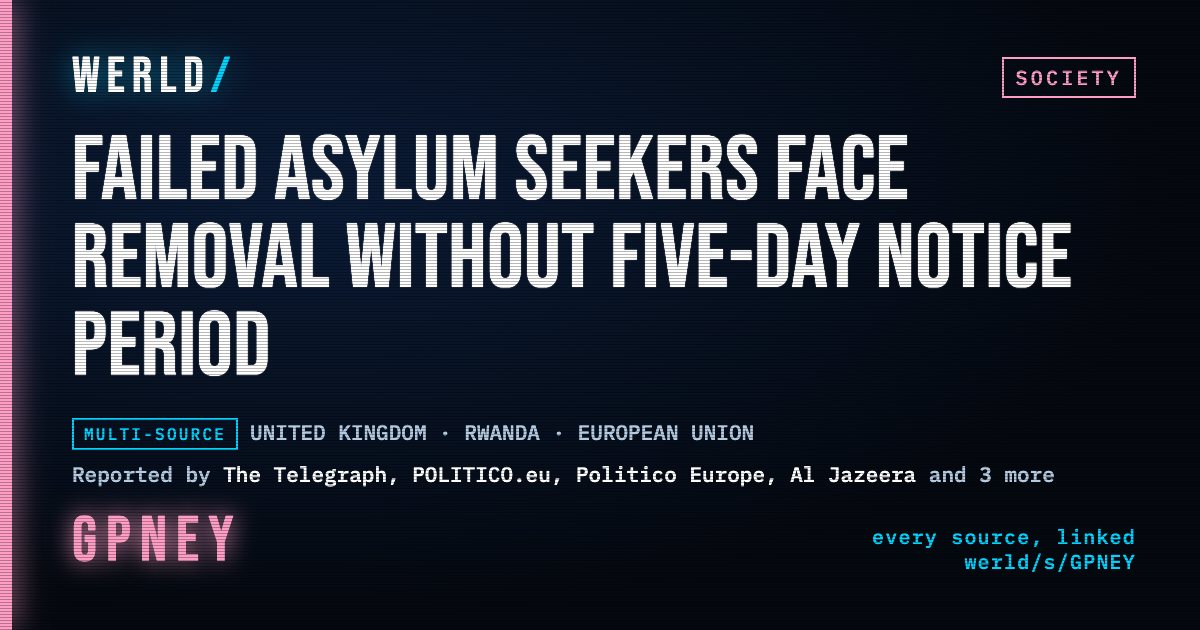 WERLD/
SOCIETY
FAILED ASYLUM SEEKERS FACE
REMOVAL WITHOUT FIVE-DAY NOTICE
PERIOD
MULTI-SOURCE UNITED KINGDOM · RWANDA · EUROPEAN UNION
Reported by The Telegraph, POLITICO.eu, Politico Europe, Al Jazeera and 3 more
GPNEY
every source, linked
werld/s/GPNEY